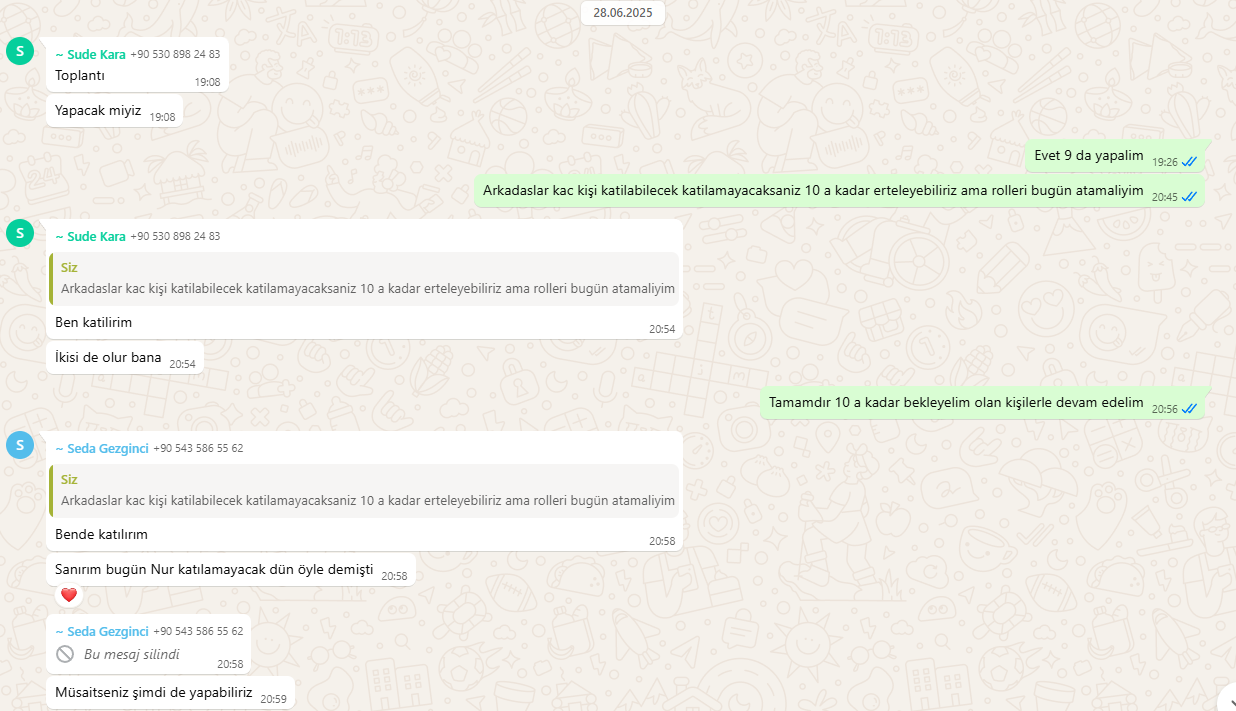 28.06.2025
S
~ Sude Kara +90 530 898 24 83
Toplantı
19:08
Yapacak miyiz 19:08
Evet 9 da yapalim 19:26
Arkadaslar kac kişi katilabilecek katilamayacaksaniz 10 a kadar erteleyebiliriz ama rolleri bugün atamaliyim 20:45
S
~ Sude Kara +90 530 898 24 83
Siz
Arkadaslar kac kişi katilabilecek katilamayacaksaniz 10 a kadar erteleyebiliriz ama rolleri bugün atamaliyim
Ben katilirim
20:54
İkisi de olur bana 20:54
Tamamdır 10 a kadar bekleyelim olan kişilerle devam edelim 20:56
S
~ Seda Gezginci +90 543 586 55 62
Siz
Arkadaslar kac kişi katilabilecek katilamayacaksaniz 10 a kadar erteleyebiliriz ama rolleri bugün atamaliyim
Bende katılırım
20:58
Sanırım bugün Nur katılamayacak dün öyle demişti 20:58
~ Seda Gezginci +90 543 586 55 62
Bu mesaj silindi
20:58
Müsaitseniz şimdi de yapabiliriz 20:59